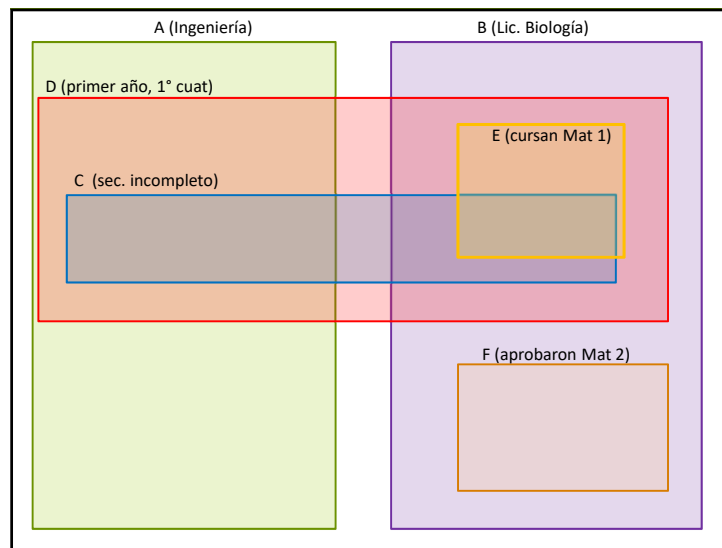 A (Ingeniería)
B (Lic. Biología)
D (primer año, 1° cuat)
E (cursan Mat 1)
C  (sec. incompleto)
F (aprobaron Mat 2)